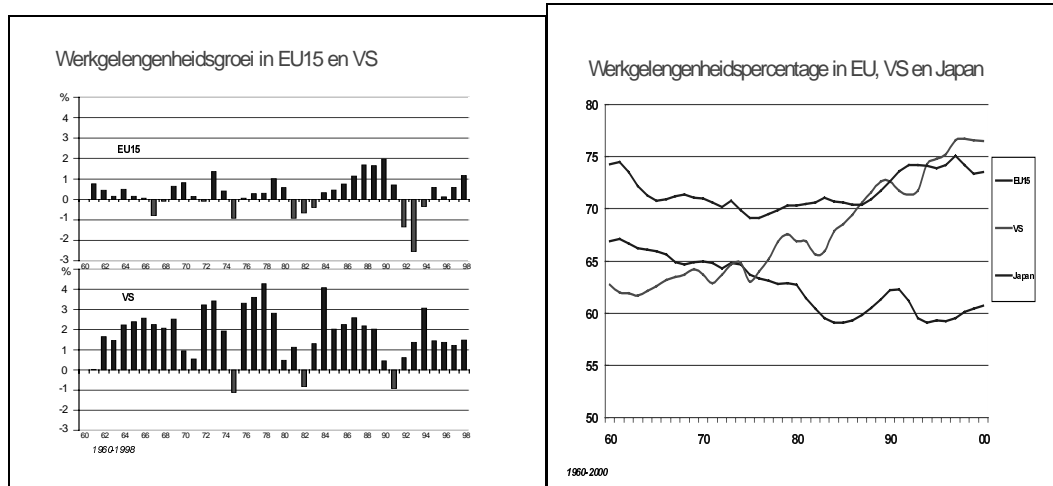 Werkgelengenheidsgroei in EU15 en VS
%
4
3
2
1
0
-1
-2
-3
EU15
60 62 64 66 68 70 72 74 76 78 80 82 84 86 88 90 92 94 96 98
%
4
3
2
1
0
-1
-2
-3
VS
60 62 64 66 68 70 72 74 76 78 80 82 84 86 88 90 92 94 96 98
1960-1998
Werkgelengenheidspercentage in EU, VS en Japan
80
75
70
65
60
55
50
60 70 80 90 00
EU15
VS
Japan
1960-2000